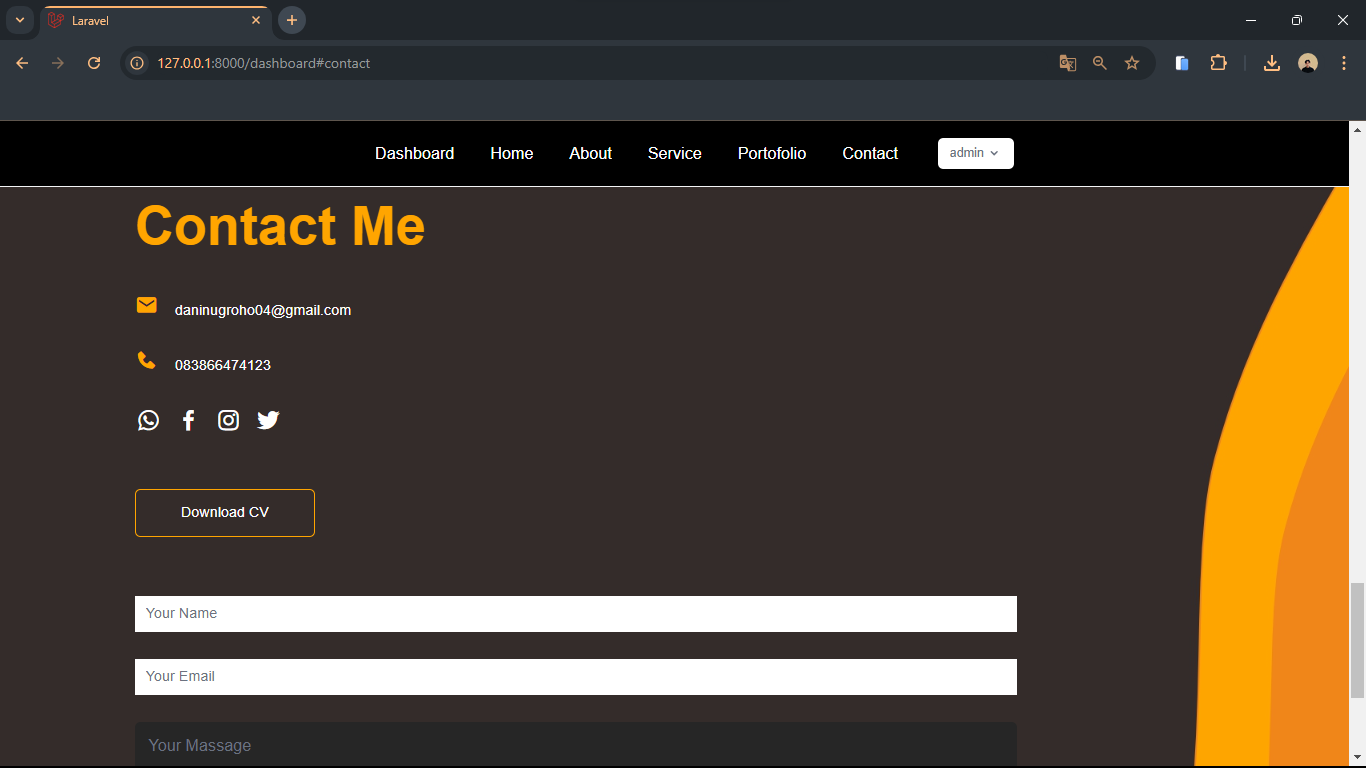 Laravel
127.0.0.1:8000/dashboard#contact
Dashboard Home About Service Portofolio Contact admin
Contact Me
daninugroho04@gmail.com
083866474123
Download CV
Your Name
Your Email
Your Massage